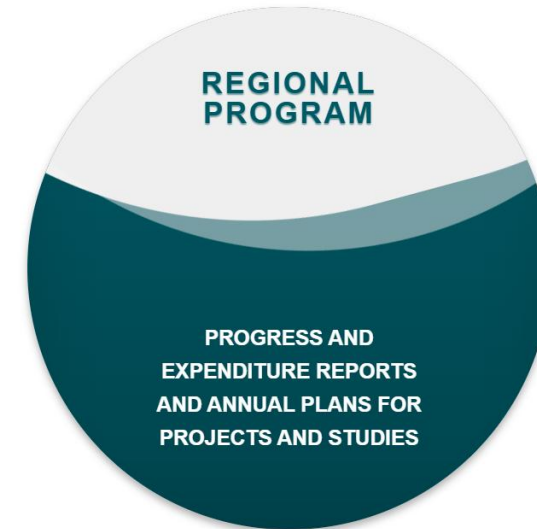 REGIONAL
PROGRAM
PROGRESS AND
EXPENDITURE REPORTS
AND ANNUAL PLANS FOR
PROJECTS AND STUDIES